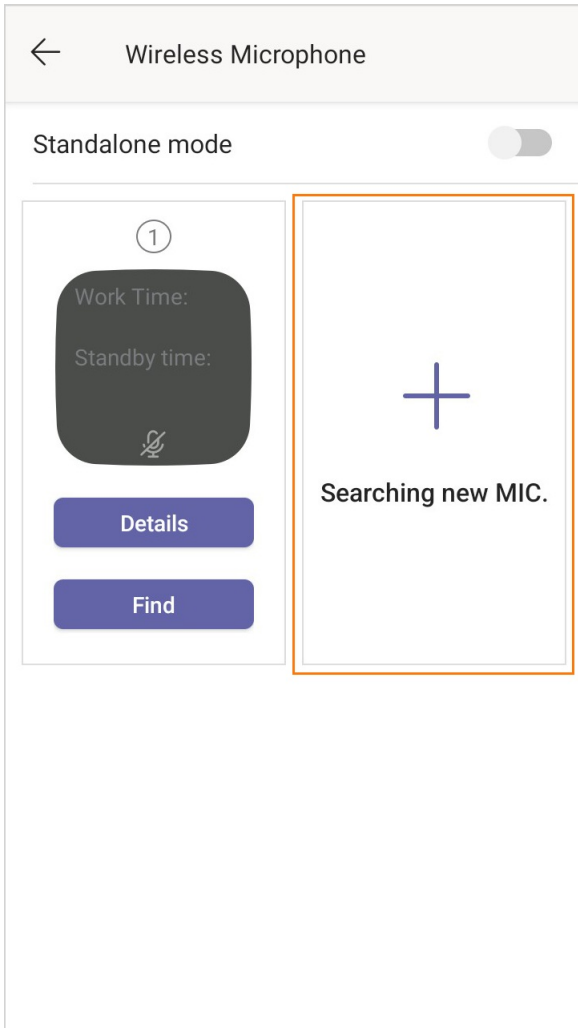 Wireless Microphone
Standalone mode
1
Work Time:
Standby time:
Details
Find
Searching new MIC.